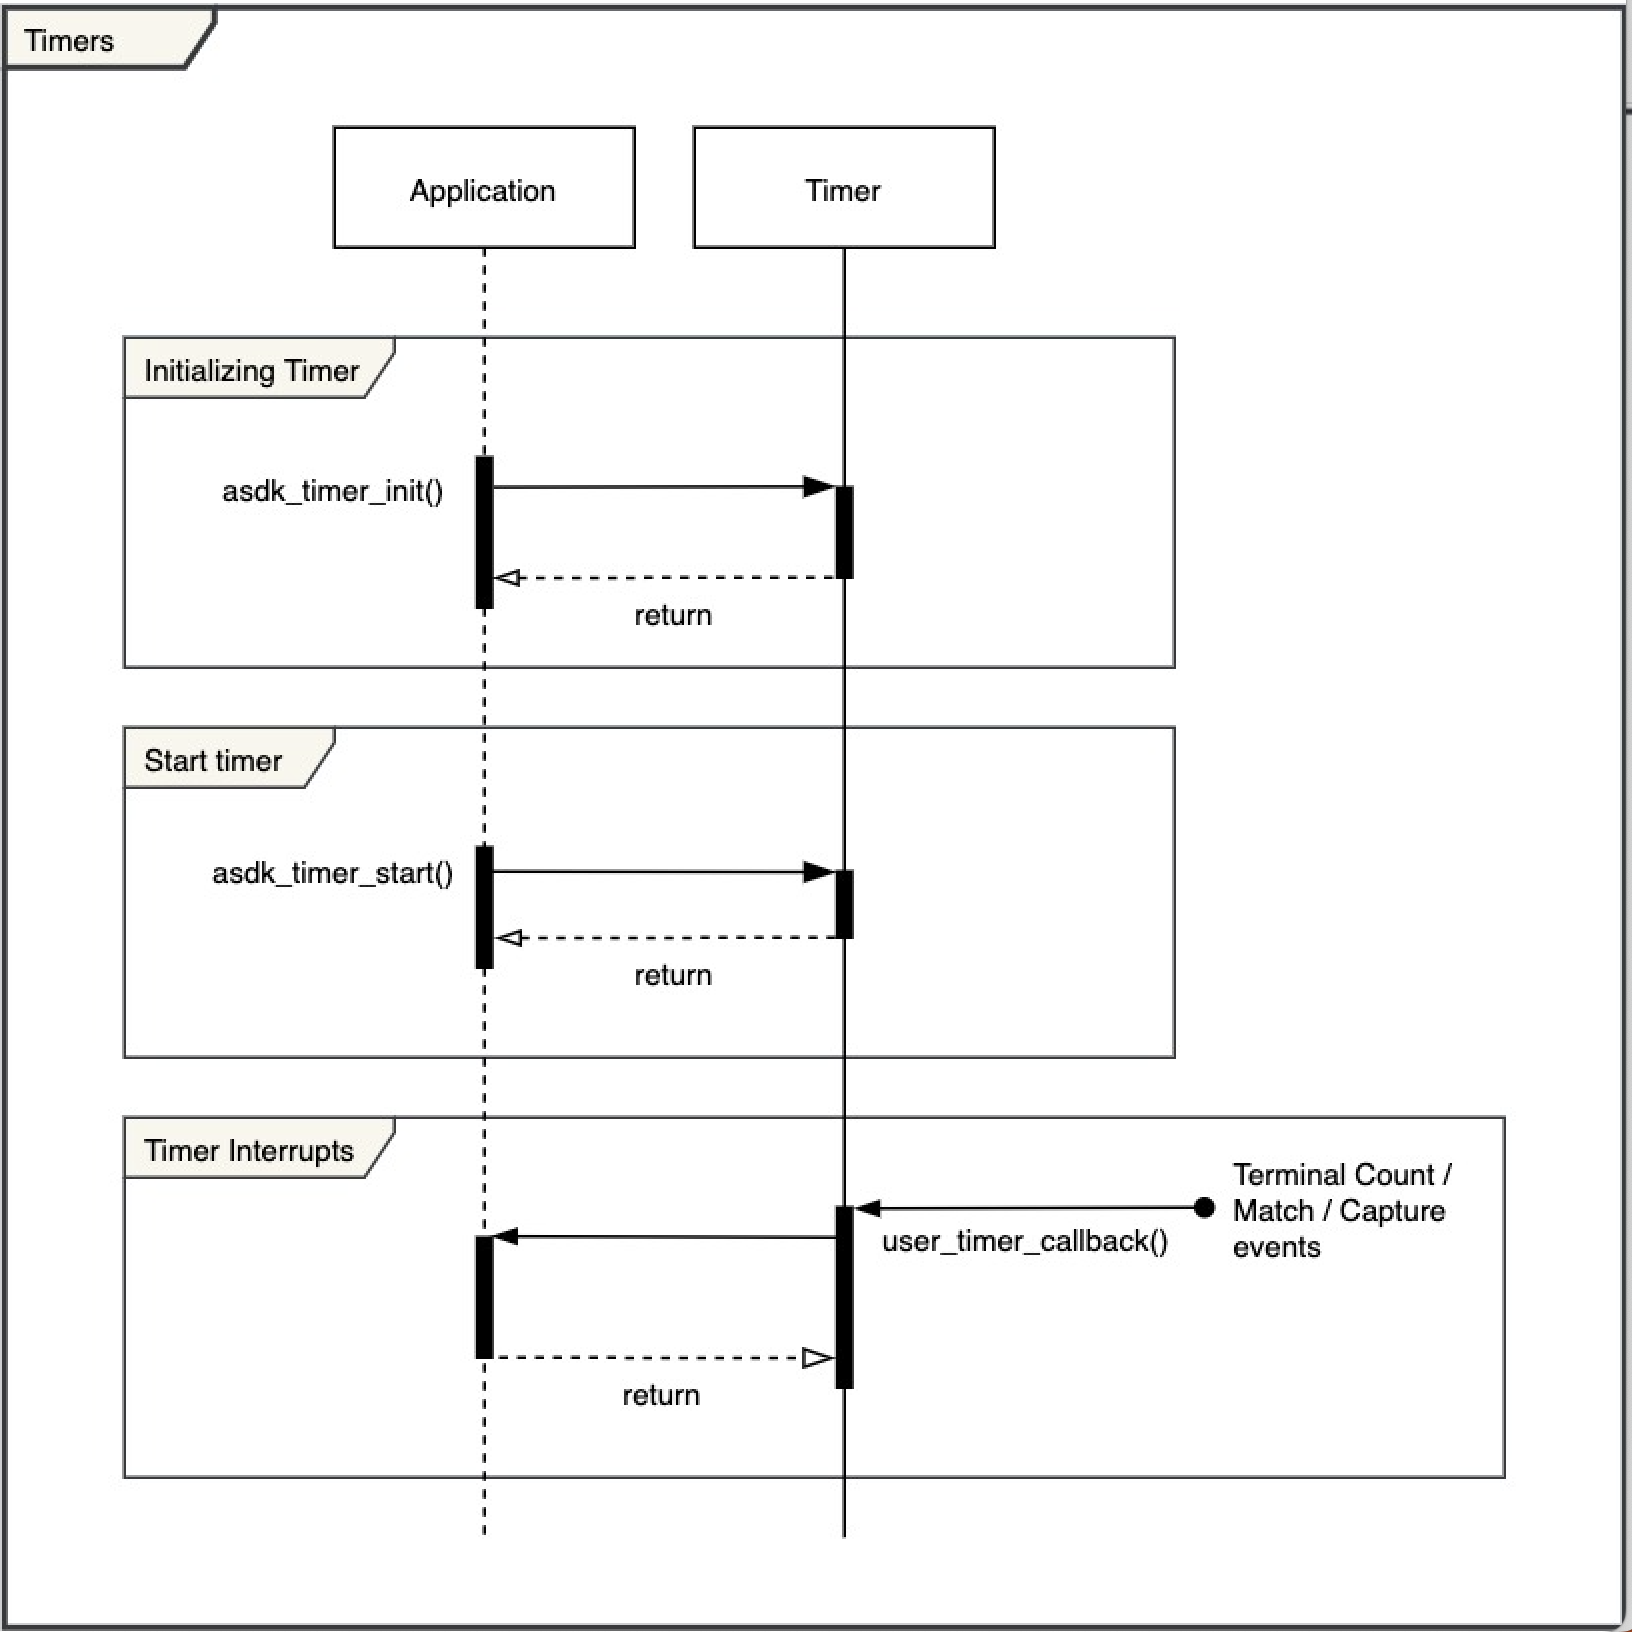 Timers
Application
Timer
Initializing Timer
asdk_timer_init()
return
Start timer
asdk_timer_start()
return
Timer Interrupts
Terminal Count /
Match / Capture
events
user_timer_callback()
return